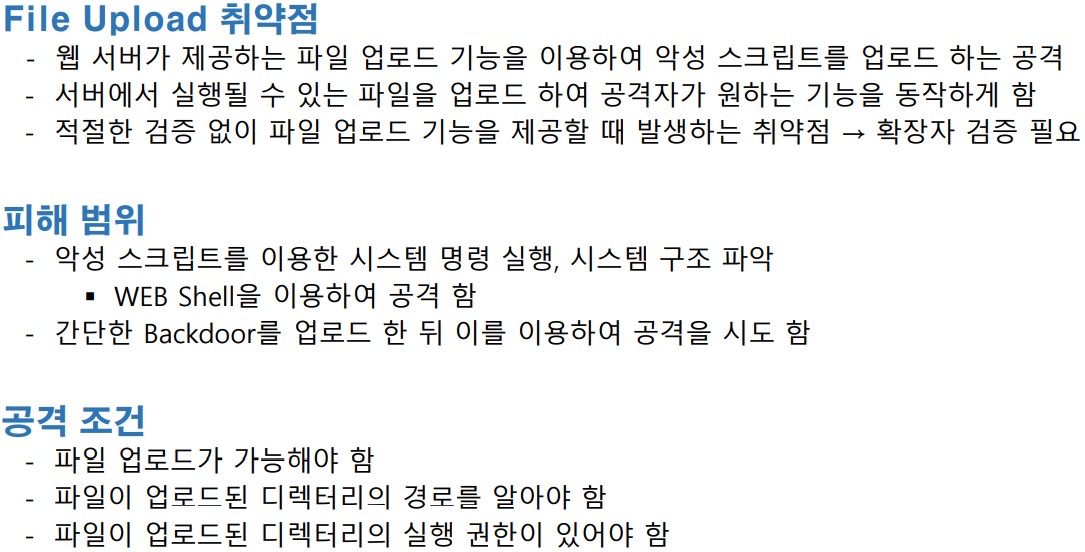 File Upload 취약점
- 웹 서버가 제공하는 파일 업로드 기능을 이용하여 악성 스크립트를 업로드 하는 공격
- 서버에서 실행될 수 있는 파일을 업로드 하여 공격자가 원하는 기능을 동작하게 함
- 적절한 검증 없이 파일 업로드 기능을 제공할 때 발생하는 취약점 → 확장자 검증 필요
피해 범위
- 악성 스크립트를 이용한 시스템 명령 실행, 시스템 구조 파악
▪ WEB Shell을 이용하여 공격 함
- 간단한 Backdoor를 업로드 한 뒤 이를 이용하여 공격을 시도 함
공격 조건
- 파일 업로드가 가능해야 함
- 파일이 업로드된 디렉터리의 경로를 알아야 함
- 파일이 업로드된 디렉터리의 실행 권한이 있어야 함